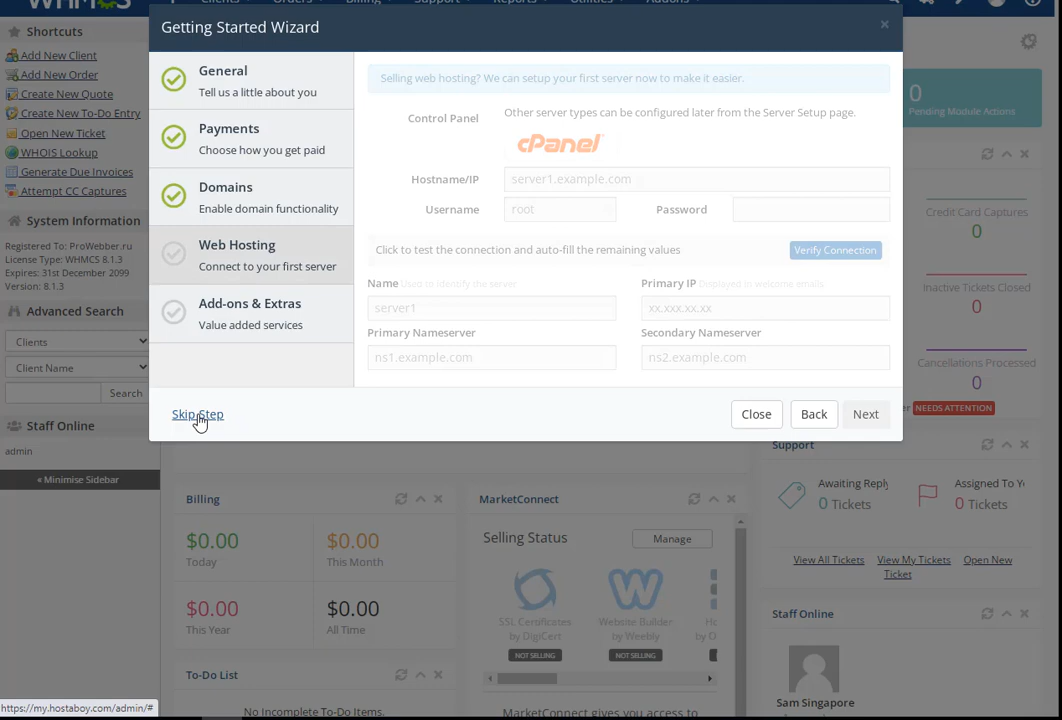 WHMCS
Clients
Orders
Billing
Support
Reports
Utilities
Addons
Shortcuts
Add New Client
Add New Order
Create New Quote
Create New To-Do Entry
Open New Ticket
WHOIS Lookup
Generate Due Invoices
Attempt CC Captures
System Information
Registered To: ProWebber.ru
License Type: WHMCS 8.1.3
Expires: 31st December 2099
Version: 8.1.3
Advanced Search
Clients
Client Name
Search
Staff Online
admin
« Minimise Sidebar
Getting Started Wizard
×
General
Tell us a little about you
Payments
Choose how you get paid
Domains
Enable domain functionality
Web Hosting
Connect to your first server
Add-ons & Extras
Value added services
Selling web hosting? We can setup your first server now to make it easier.
Control Panel
Other server types can be configured later from the Server Setup page.
cPanel
Hostname/IP
server1.example.com
Username
root
Password
Click to test the connection and auto-fill the remaining values
Verify Connection
Name Used to identify the server
Primary IP Displayed in welcome emails
server1
xx.xxx.xx.xx
Primary Nameserver
Secondary Nameserver
ns1.example.com
ns2.example.com
Skip Step
Close
Back
Next
0
Pending Module Actions
Credit Card Captures
0
Inactive Tickets Closed
0
Cancellations Processed
0
NEEDS ATTENTION
Billing
$0.00
Today
$0.00
This Month
$0.00
This Year
$0.00
All Time
To-Do List
No Incomplete To-Do Items.
MarketConnect
Selling Status
Manage
SSL Certificates
by DigiCert
NOT SELLING
Website Builder
by Weebly
NOT SELLING
MarketConnect gives you access to
Support
Awaiting Reply
0 Tickets
Assigned To Y
0 Tickets
View All Tickets
View My Tickets
Open New
Ticket
Staff Online
Sam Singapore
https://my.hostaboy.com/admin/#